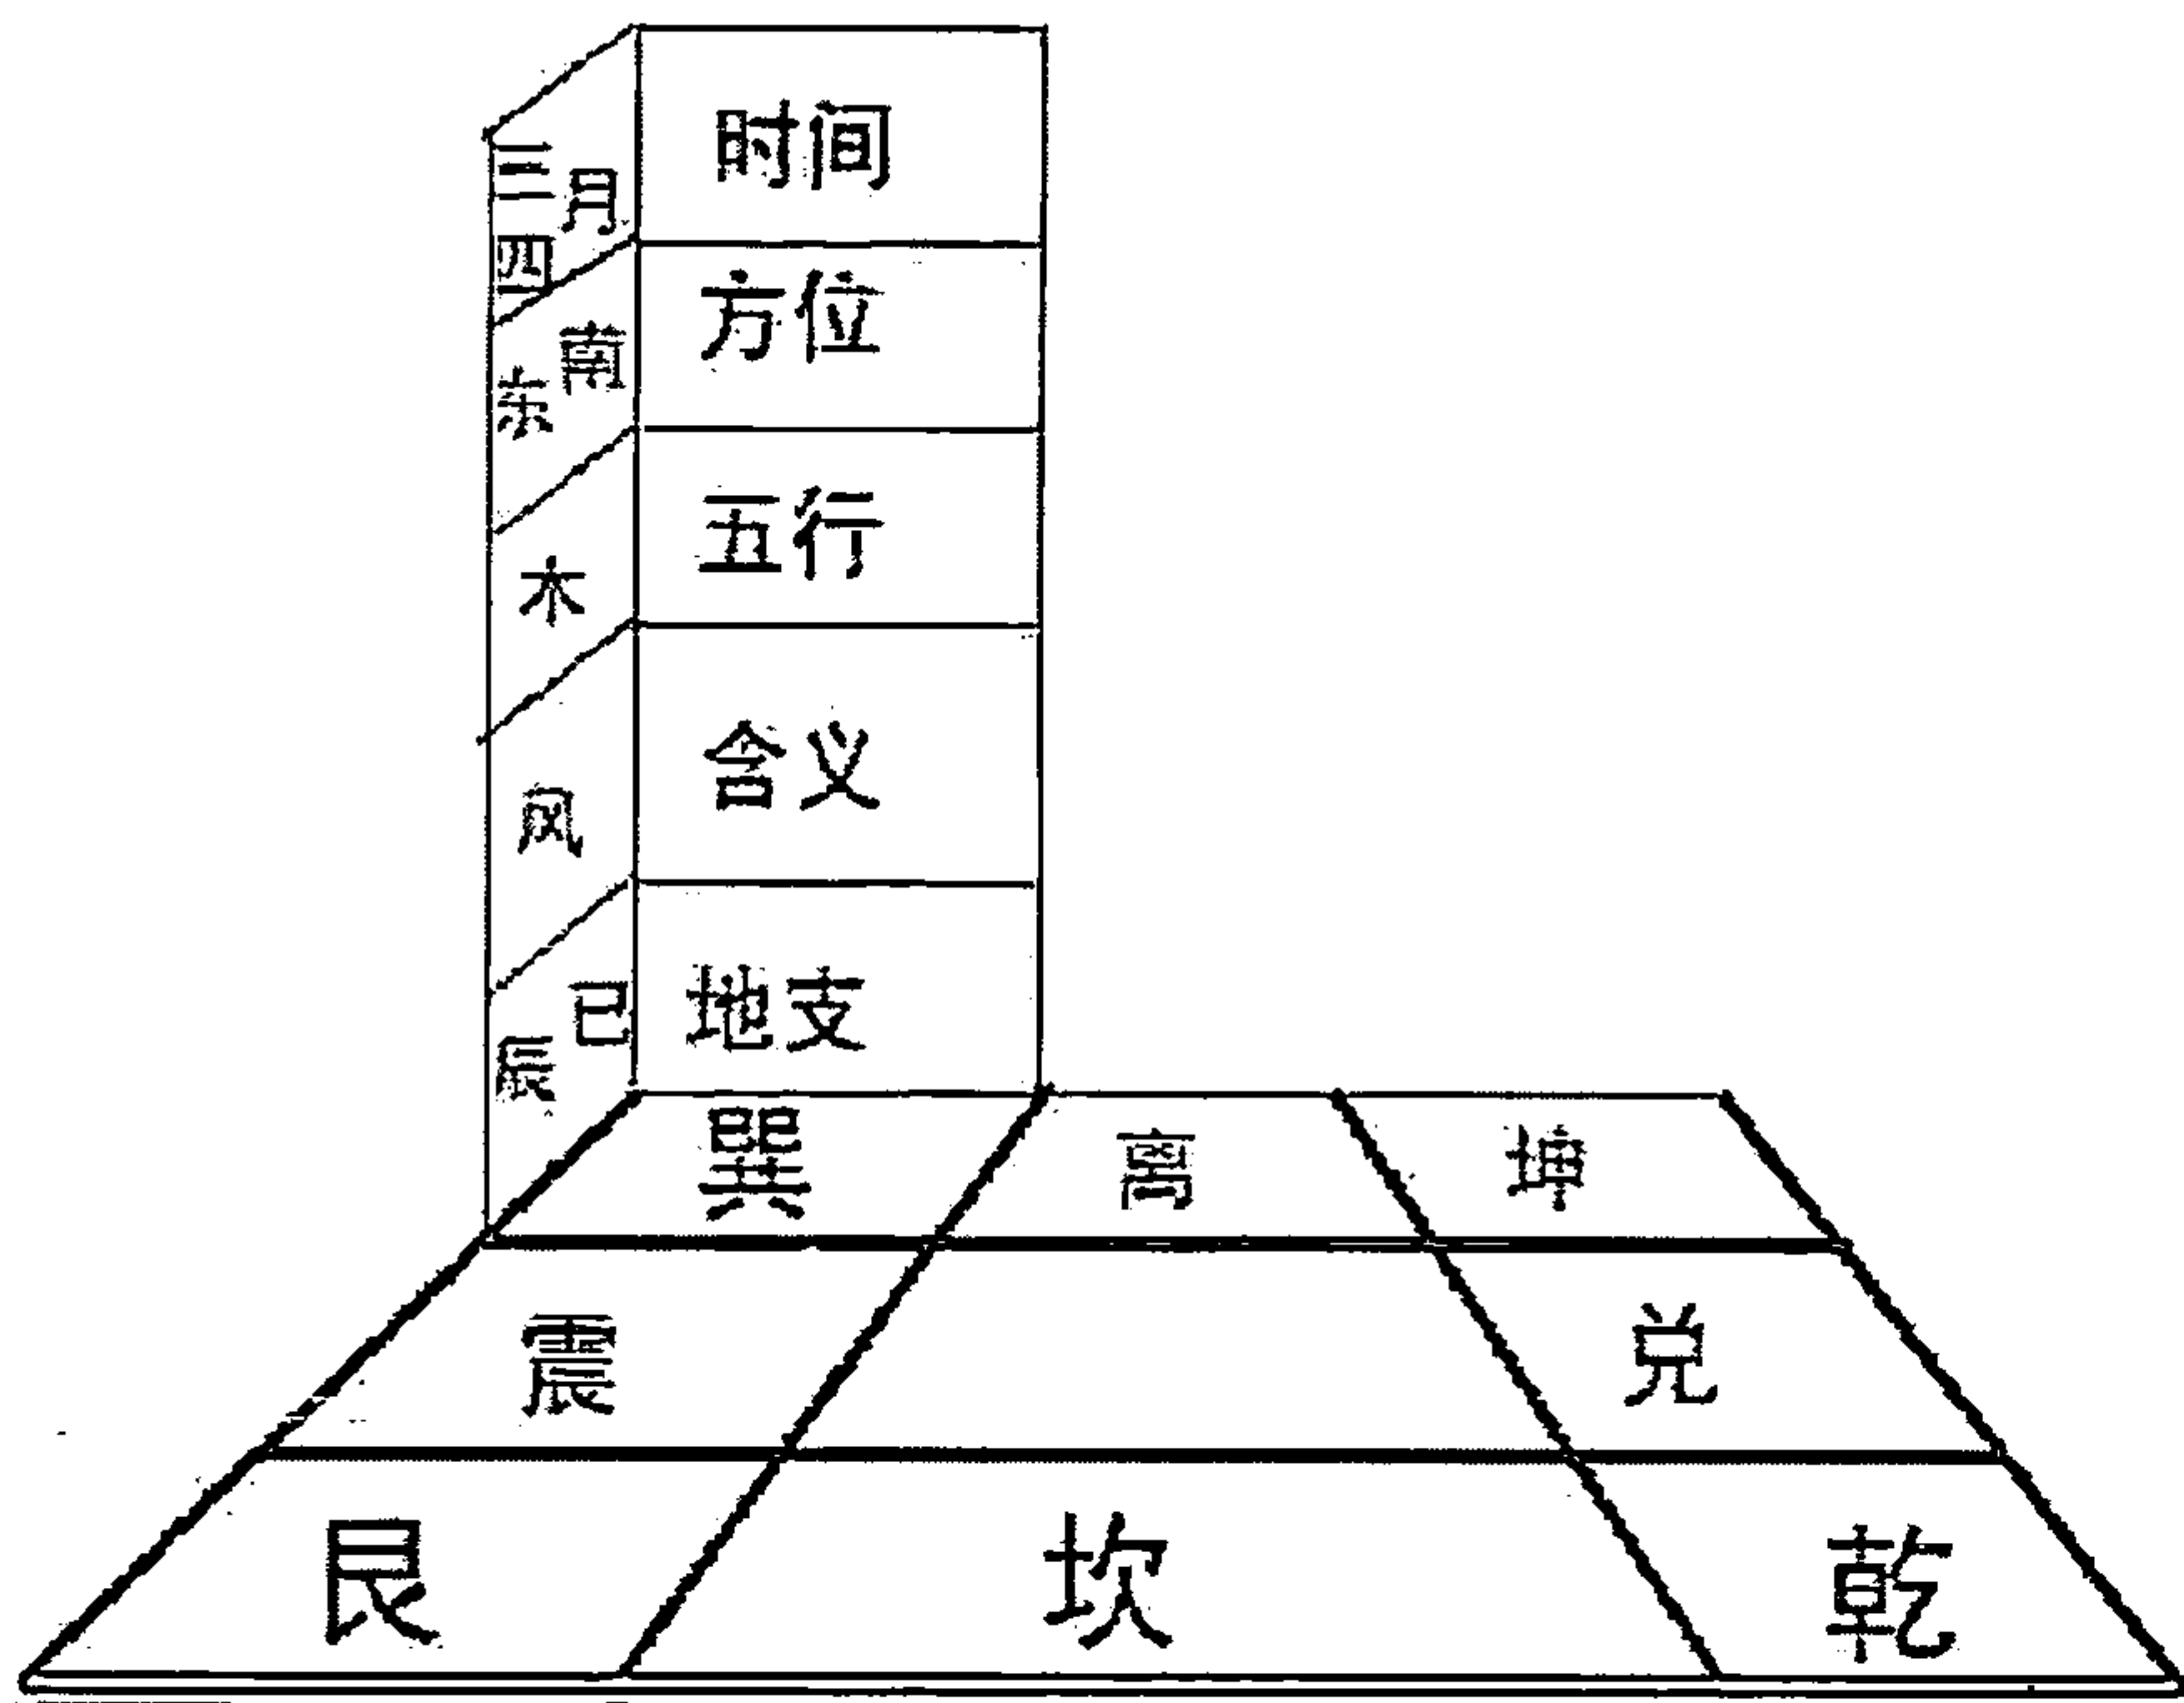 时间
三四月
方位
东南
五行
木
含义
风
地支
辰巳
巽 离 坤
震 兑
艮 坎 乾